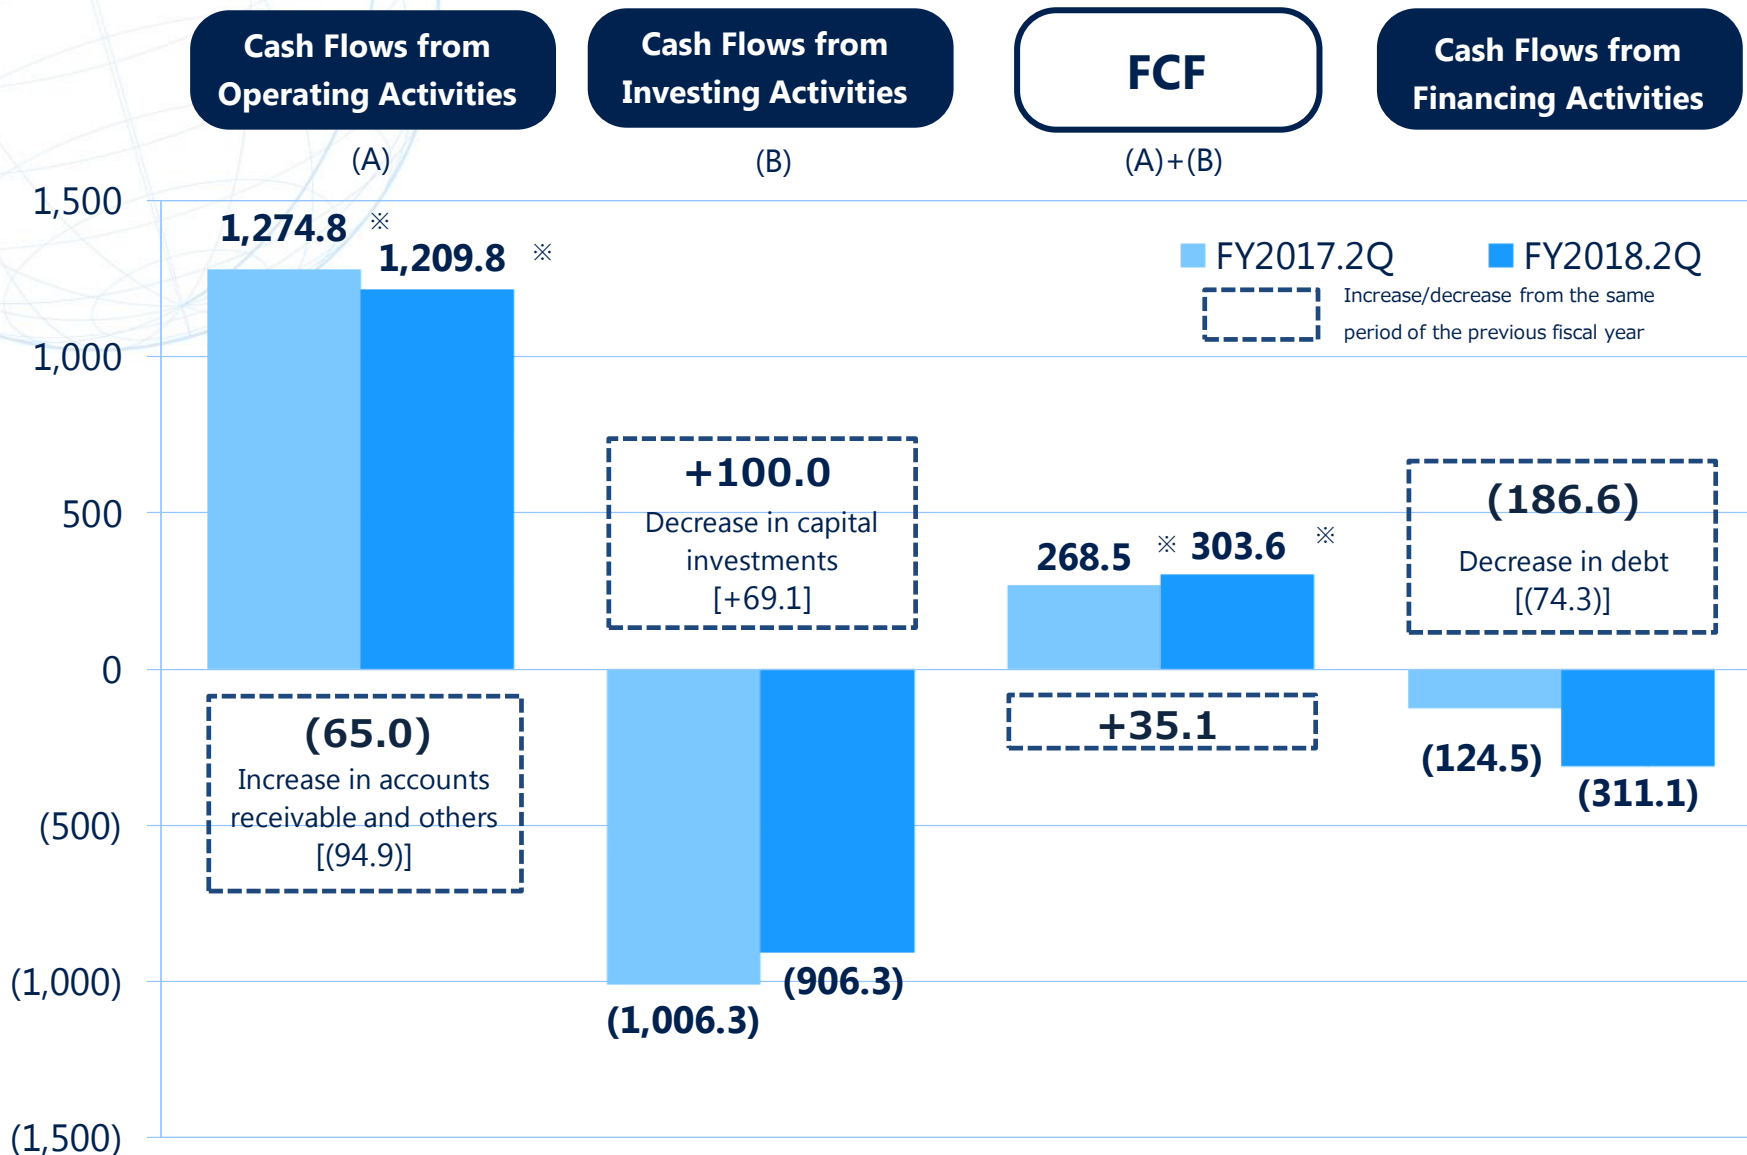 Cash Flows from
Operating Activities
(A)
Cash Flows from
Investing Activities
(B)
FCF
(A)+(B)
Cash Flows from
Financing Activities
1,500
1,000
500
0
(500)
(1,000)
(1,500)
FY2017.2Q
FY2018.2Q
Increase/decrease from the same
period of the previous fiscal year
1,274.8 ※
1,209.8 ※
(65.0)
Increase in accounts
receivable and others
[(94.9)]
+100.0
Decrease in capital
investments
[+69.1]
(1,006.3)
(906.3)
268.5 ※
303.6 ※
+35.1
(186.6)
Decrease in debt
[(74.3)]
(124.5)
(311.1)